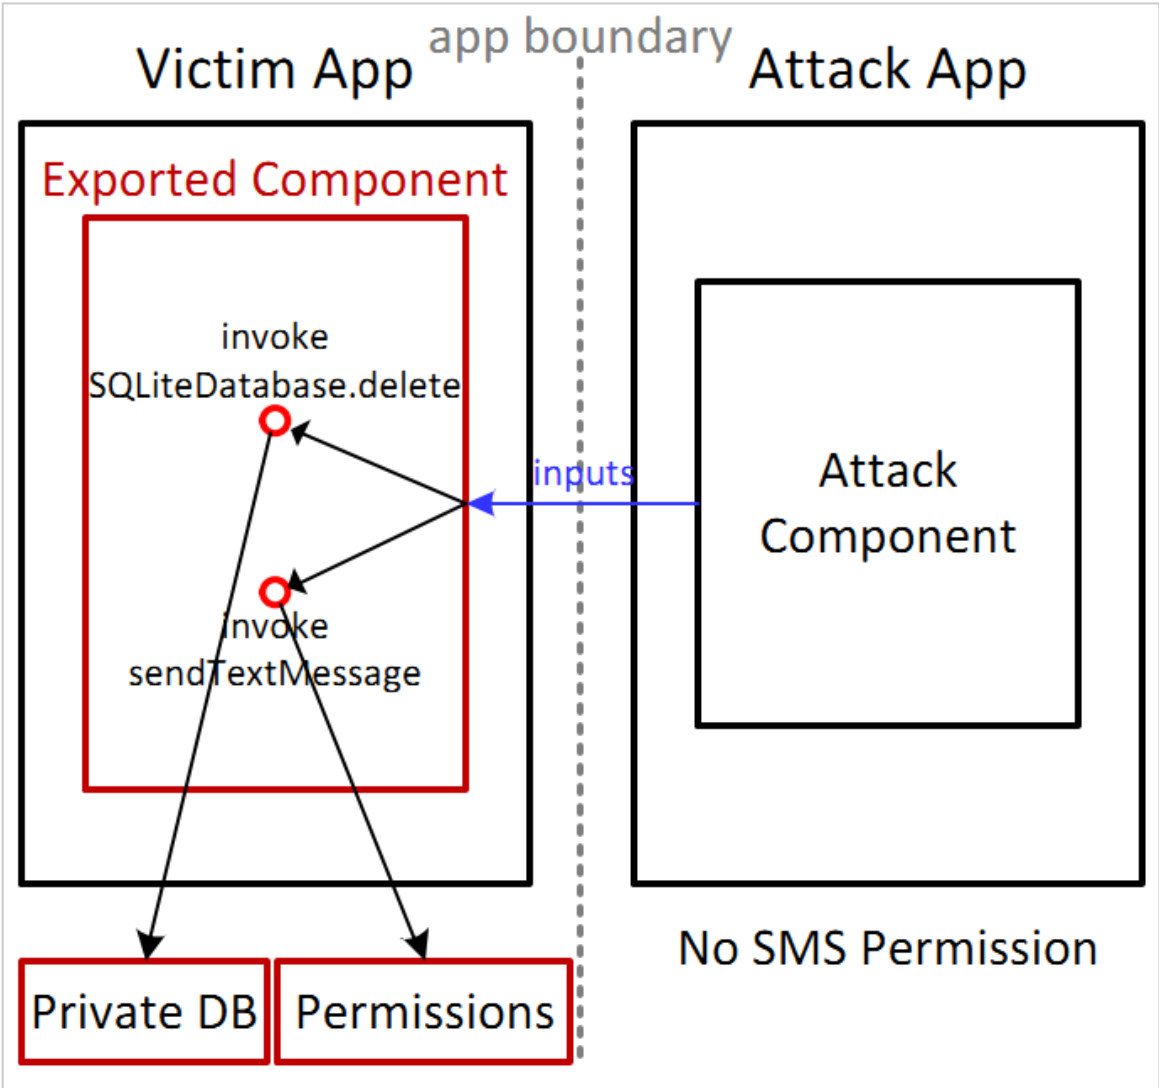 app boundary
Victim App
Attack App
Exported Component
invoke
SQLiteDatabase.delete
inputs
Attack
Component
invoke
sendTextMessage
No SMS Permission
Private DB
Permissions